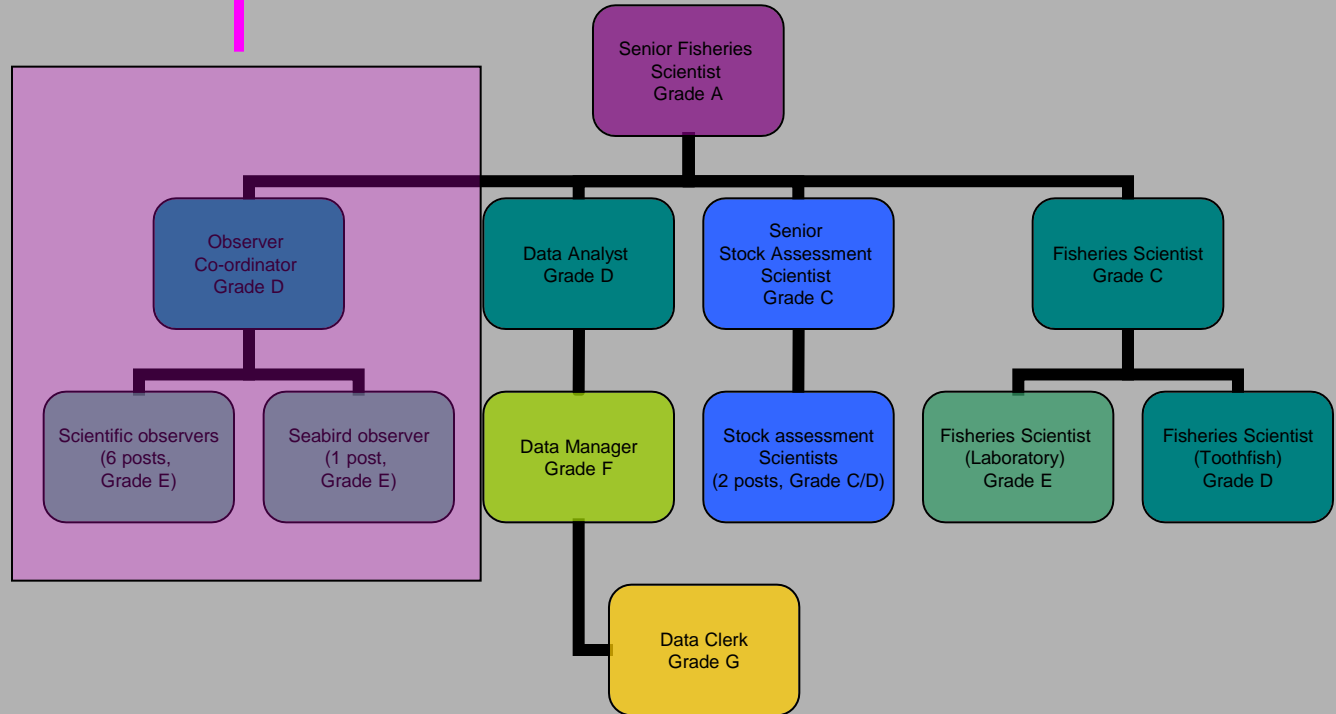 Senior Fisheries
Scientist
Grade A
Observer
Co-ordinator
Grade D
Data Analyst
Grade D
Senior
Stock Assessment
Scientist
Grade C
Fisheries Scientist
Grade C
Scientific observers
(6 posts,
Grade E)
Seabird observer
(1 post,
Grade E)
Data Manager
Grade F
Stock assessment
Scientists
(2 posts, Grade C/D)
Fisheries Scientist
(Laboratory)
Grade E
Fisheries Scientist
(Toothfish)
Grade D
Data Clerk
Grade G